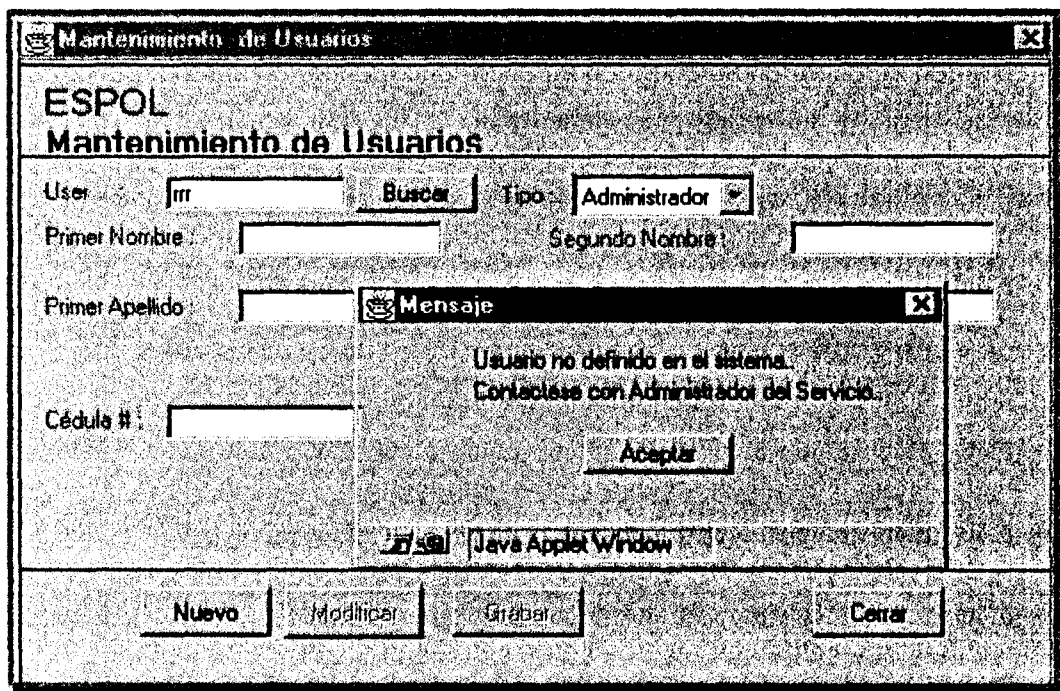 Mantenimiento de Usuarios
ESPOL
Mantenimiento de Usuarios
User : rrr Buscar Tipo : Administrador
Primer Nombre : Segundo Nombre :
Primer Apellido
Mensaje
Usuario no definido en el sistema..
Contactese con Administrador del Servicio..
Cédula # :
Aceptar
Java Applet Window
Nuevo Modificar Grabar Cerrar